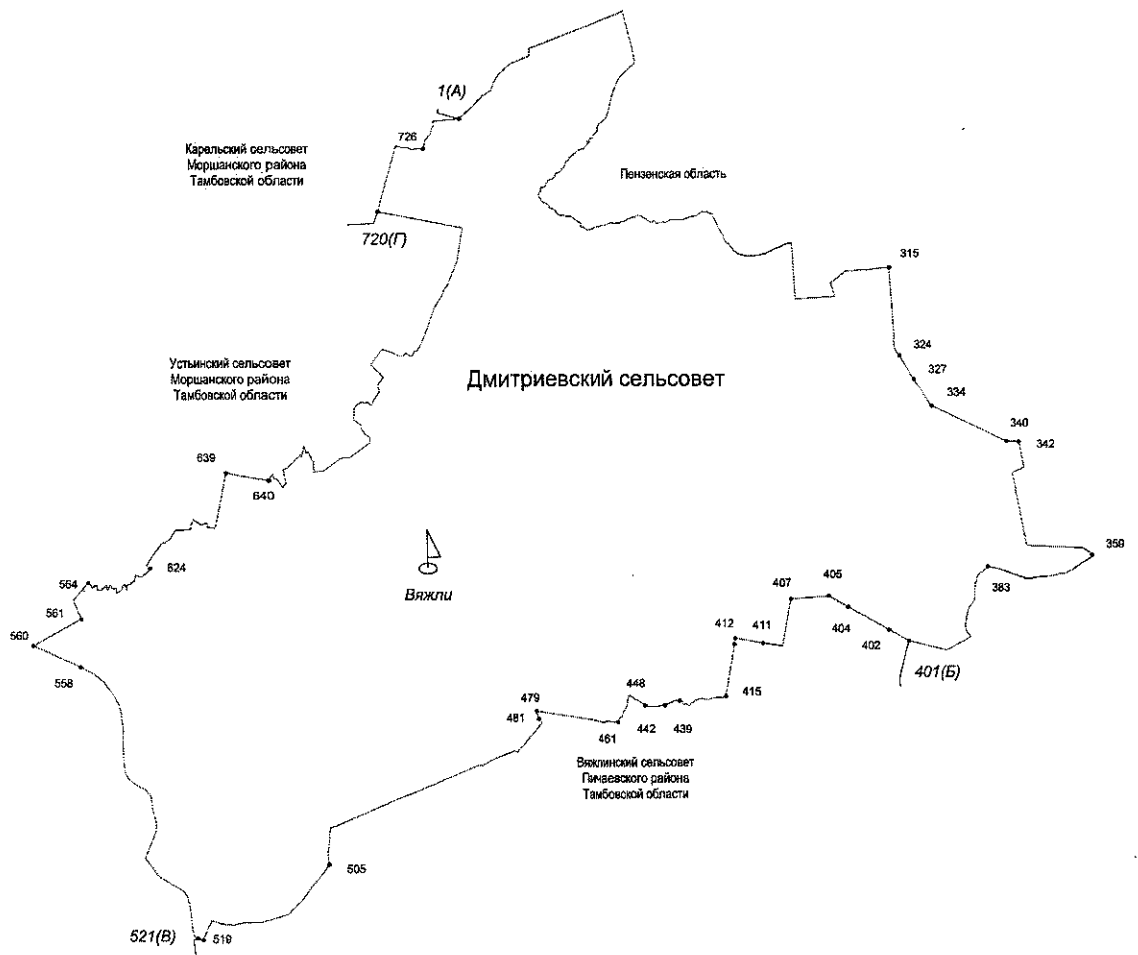 1(А)
726
Карельский сельсовет
Моршанского района
Тамбовской области
Пензенская область
720(Г)
315
324
327
334
340
342
Устьинский сельсовет
Моршанского района
Тамбовской области
Дмитриевский сельсовет
639
640
624
564
561
560
558
Вяжли
359
383
407
405
404
402
401(Б)
412
411
415
448
442
439
479
481
461
Вяжлинский сельсовет
Пичаевского района
Тамбовской области
505
521(В)
519